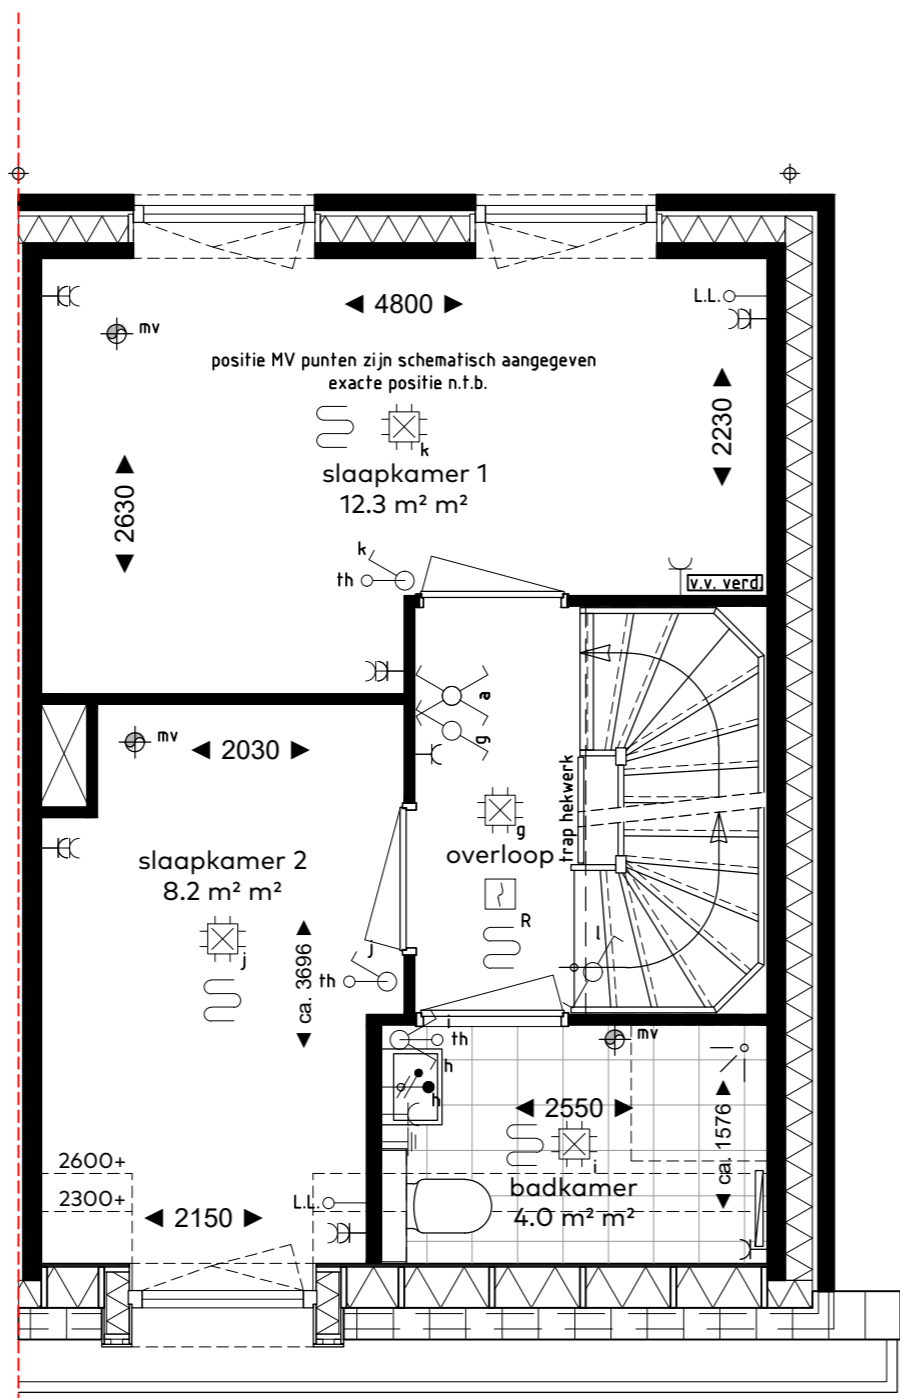 ◄ 4800 ►
L.L.
mv
positie MV punten zijn schematisch aangegeven
exacte positie n.t.b.
◄ 2230 ►
k
slaapkamer 1
12.3 m² m²
◄ 2630 ►
k
th
v.v. verd.
a
g
mv
◄ 2030 ►
trap hekwerk
g
overloop
slaapkamer 2
8.2 m² m²
R
j
l
◄ ca. 3696 ►
j
th
i
th
mv
h
h
◄ 2550 ►
◄ ca. 1576 ►
i
2600+
2300+
badkamer
4.0 m² m²
L.L.
◄ 2150 ►